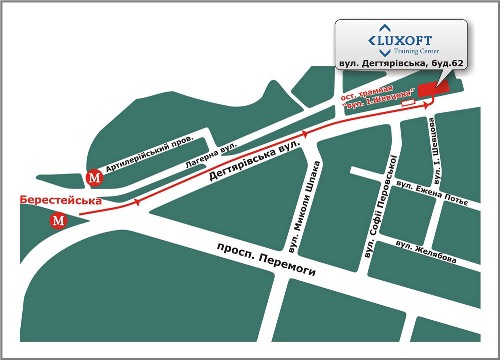 LUXOFT
Training Center
вул. Дегтярівська, буд.62
ост. трамвая
"вул. І.Шевцова"
Артилерійський пров.
Лагерна вул.
Дегтярівська вул.
М
Берестейська
М
просп. Перемоги
вул. Миколи Шпака
вул. Софії Перовської
вул. І. Шевцова
вул. Ежена Потье
вул. Желябова